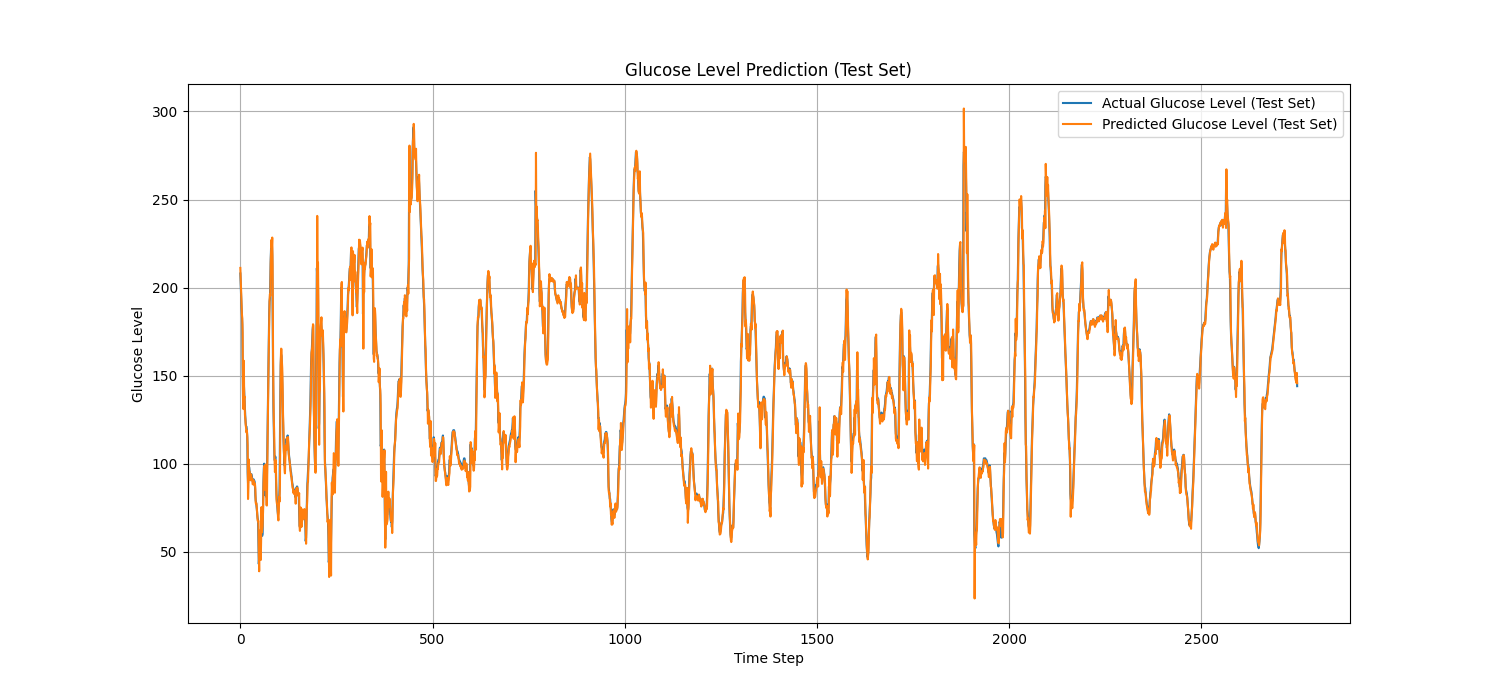 Glucose Level Prediction (Test Set)
Actual Glucose Level (Test Set)
Predicted Glucose Level (Test Set)
Glucose Level
300
250
200
150
100
50
0
500
1000
1500
2000
2500
Time Step